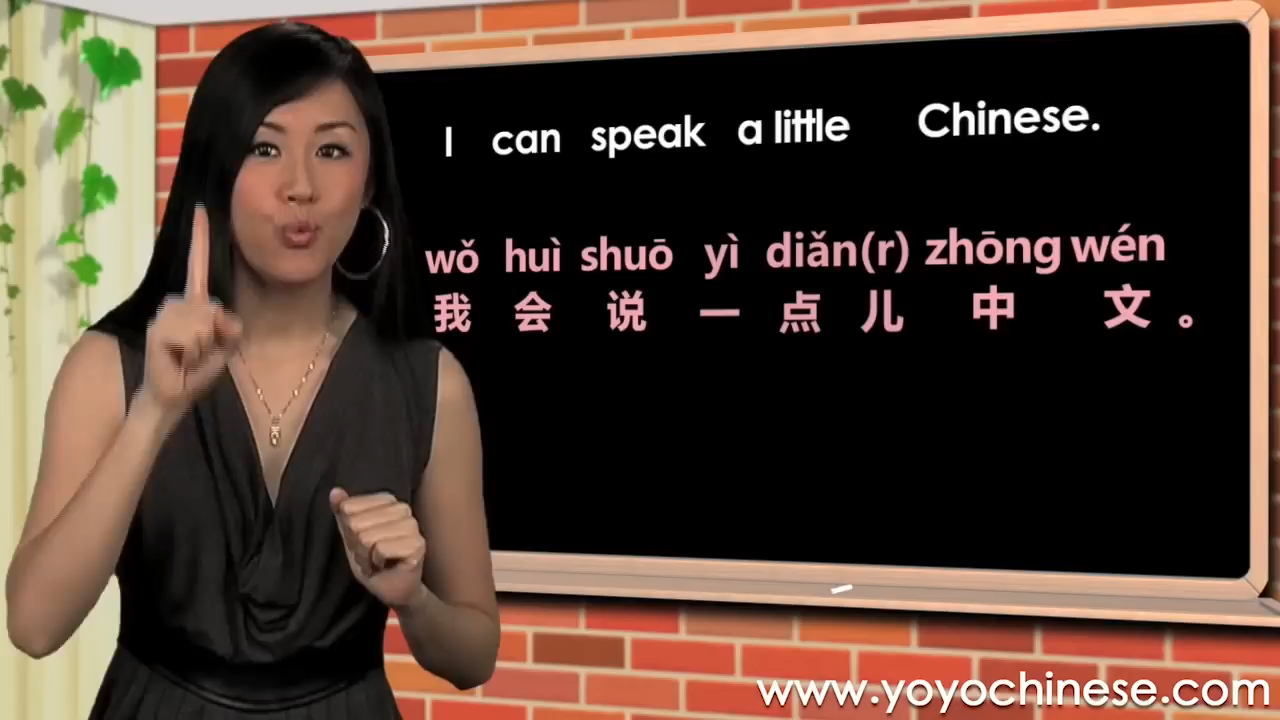 I can speak a little Chinese.
wǒ huì shuō yì diǎn(r) zhōng wén
我 会 说 一 点 儿 中 文 。
www.yoyochinese.com